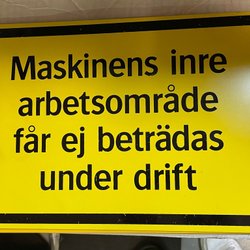 Maskinens inre
arbetsområde
får ej beträdas
under drift